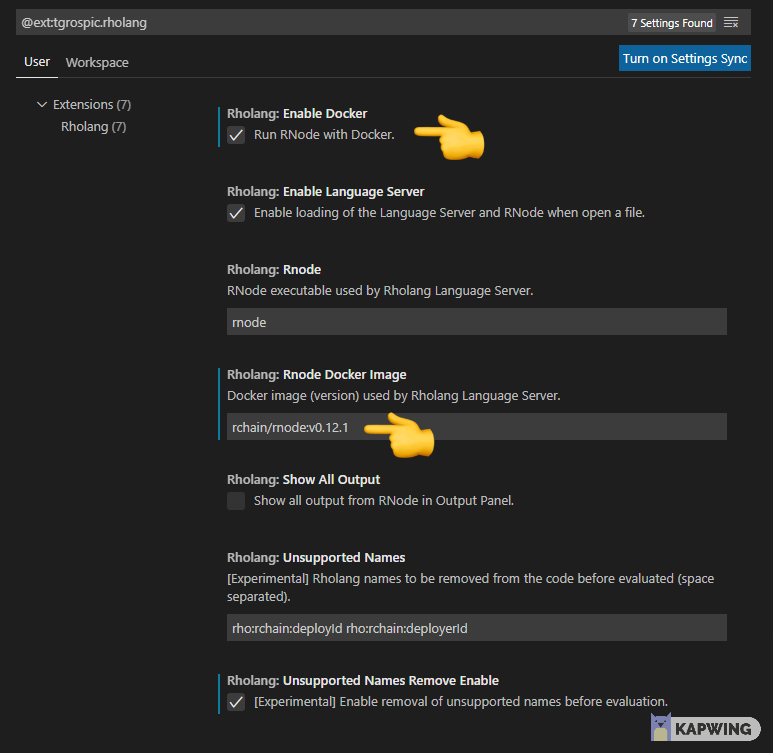 @ext:tgrospic.rholang
7 Settings Found
User
Workspace
Turn on Settings Sync
Extensions (7)
Rholang (7)
Rholang: Enable Docker
Run RNode with Docker.
Rholang: Enable Language Server
Enable loading of the Language Server and RNode when open a file.
Rholang: Rnode
RNode executable used by Rholang Language Server.
rnode
Rholang: Rnode Docker Image
Docker image (version) used by Rholang Language Server.
rchain/rnode:v0.12.1
Rholang: Show All Output
Show all output from RNode in Output Panel.
Rholang: Unsupported Names
[Experimental] Rholang names to be removed from the code before evaluated (space
separated).
rho:rchain:deployId rho:rchain:deployerId
Rholang: Unsupported Names Remove Enable
[Experimental] Enable removal of unsupported names before evaluation.
KAPWING